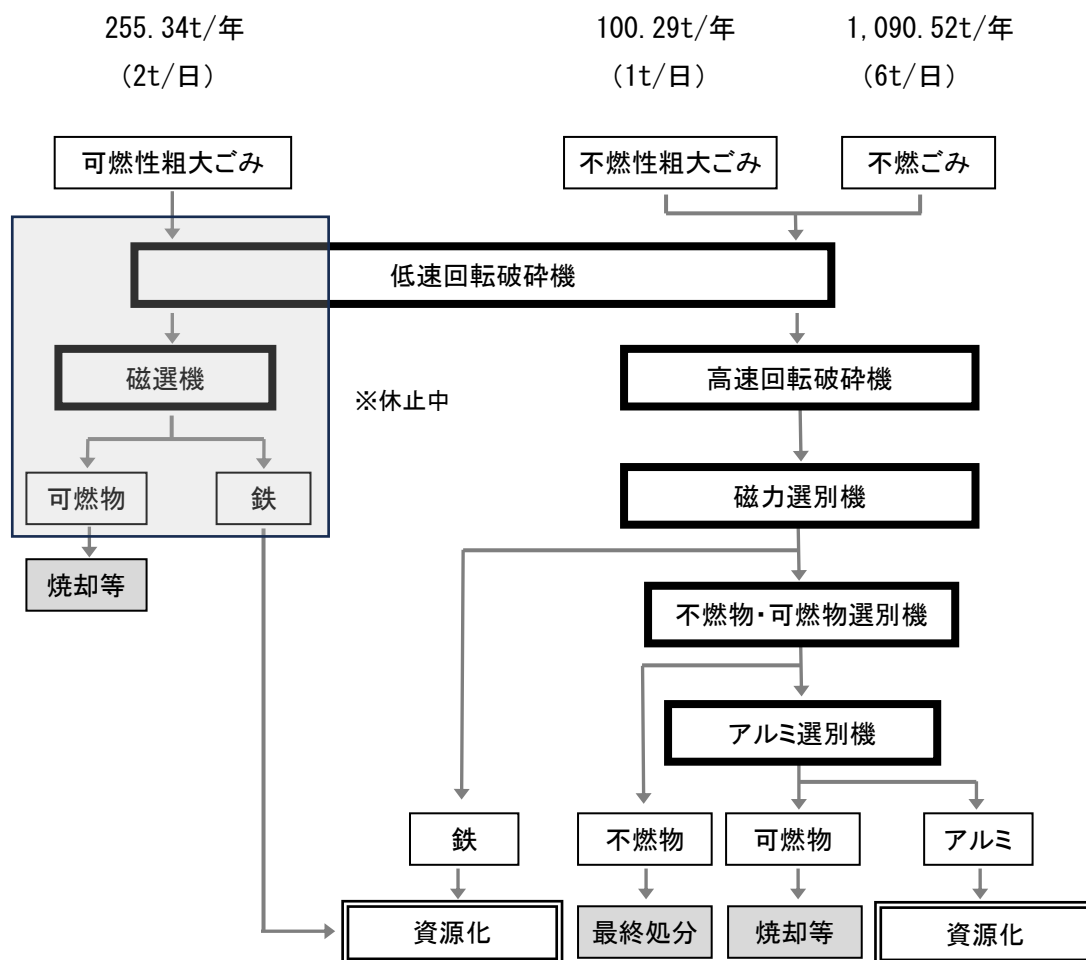 255.34t/年
100.29t/年
1,090.52t/年
（2t/日）
（1t/日）
（6t/日）
可燃性粗大ごみ
不燃性粗大ごみ
不燃ごみ
低速回転破砕機
磁選機
高速回転破砕機
※休止中
可燃物
鉄
磁力選別機
焼却等
不燃物・可燃物選別機
アルミ選別機
鉄
不燃物
可燃物
アルミ
資源化
最終処分
焼却等
資源化